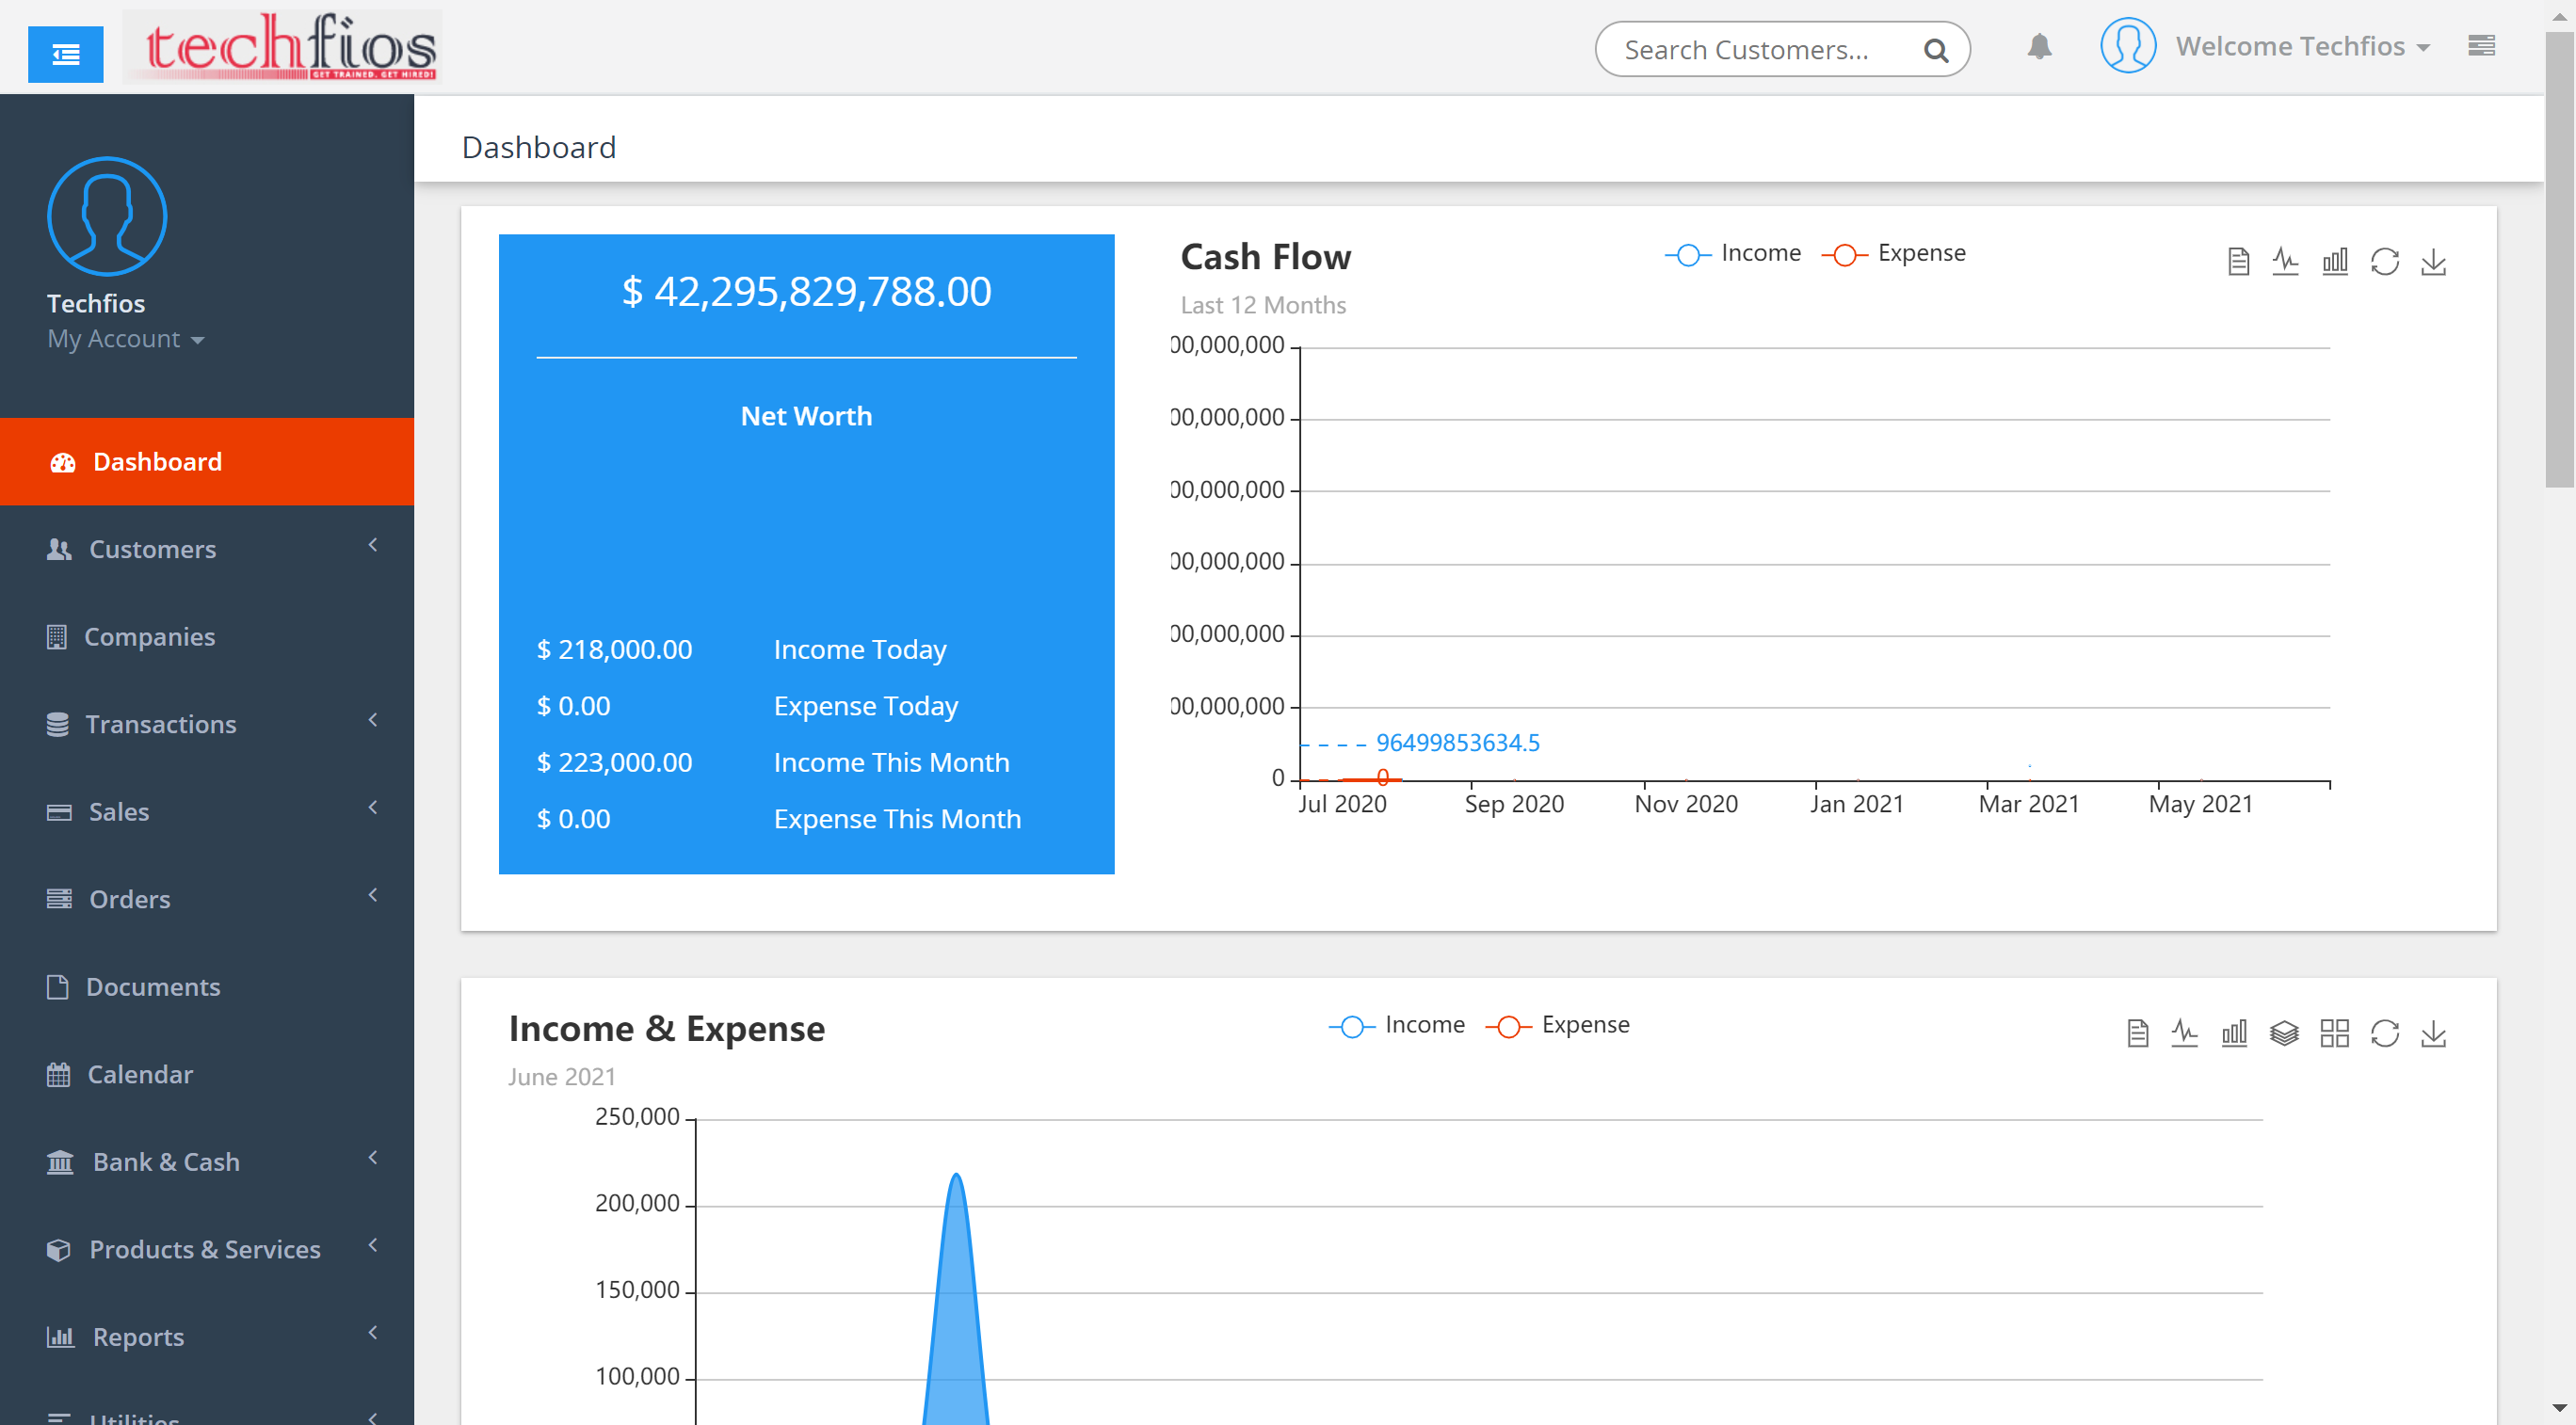 techfios
GET TRAINED. GET HIRED!
Search Customers...
Welcome Techfios
Techfios
My Account
Dashboard
Customers
Companies
Transactions
Sales
Orders
Documents
Calendar
Bank & Cash
Products & Services
Reports
Utilities
Dashboard
$ 42,295,829,788.00
Net Worth
$ 218,000.00 Income Today
$ 0.00 Expense Today
$ 223,000.00 Income This Month
$ 0.00 Expense This Month
Cash Flow
Last 12 Months
Income Expense
00,000,000
00,000,000
00,000,000
00,000,000
00,000,000
00,000,000
96499853634.5
0
0
Jul 2020 Sep 2020 Nov 2020 Jan 2021 Mar 2021 May 2021
Income & Expense
June 2021
Income Expense
250,000
200,000
150,000
100,000